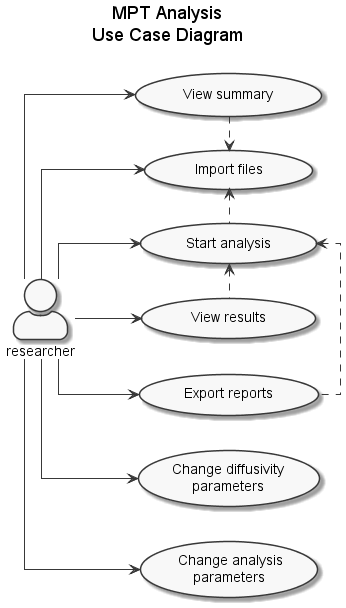 MPT Analysis
Use Case Diagram
View summary
Import files
Start analysis
View results
researcher
Export reports
Change diffusivity
parameters
Change analysis
parameters